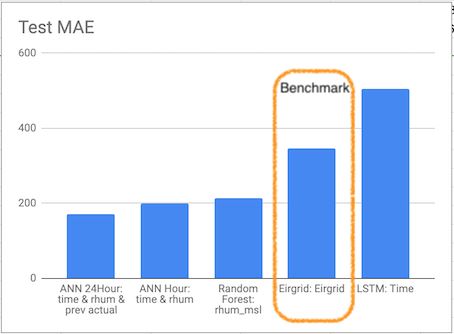 Test MAE
600
Benchmark
400
200
0
ANN 24Hour:
time & rhum &
prev actual
ANN Hour:
time & rhum
Random
Forest:
rhum_msl
Eirgrid: Eirgrid
LSTM: Time